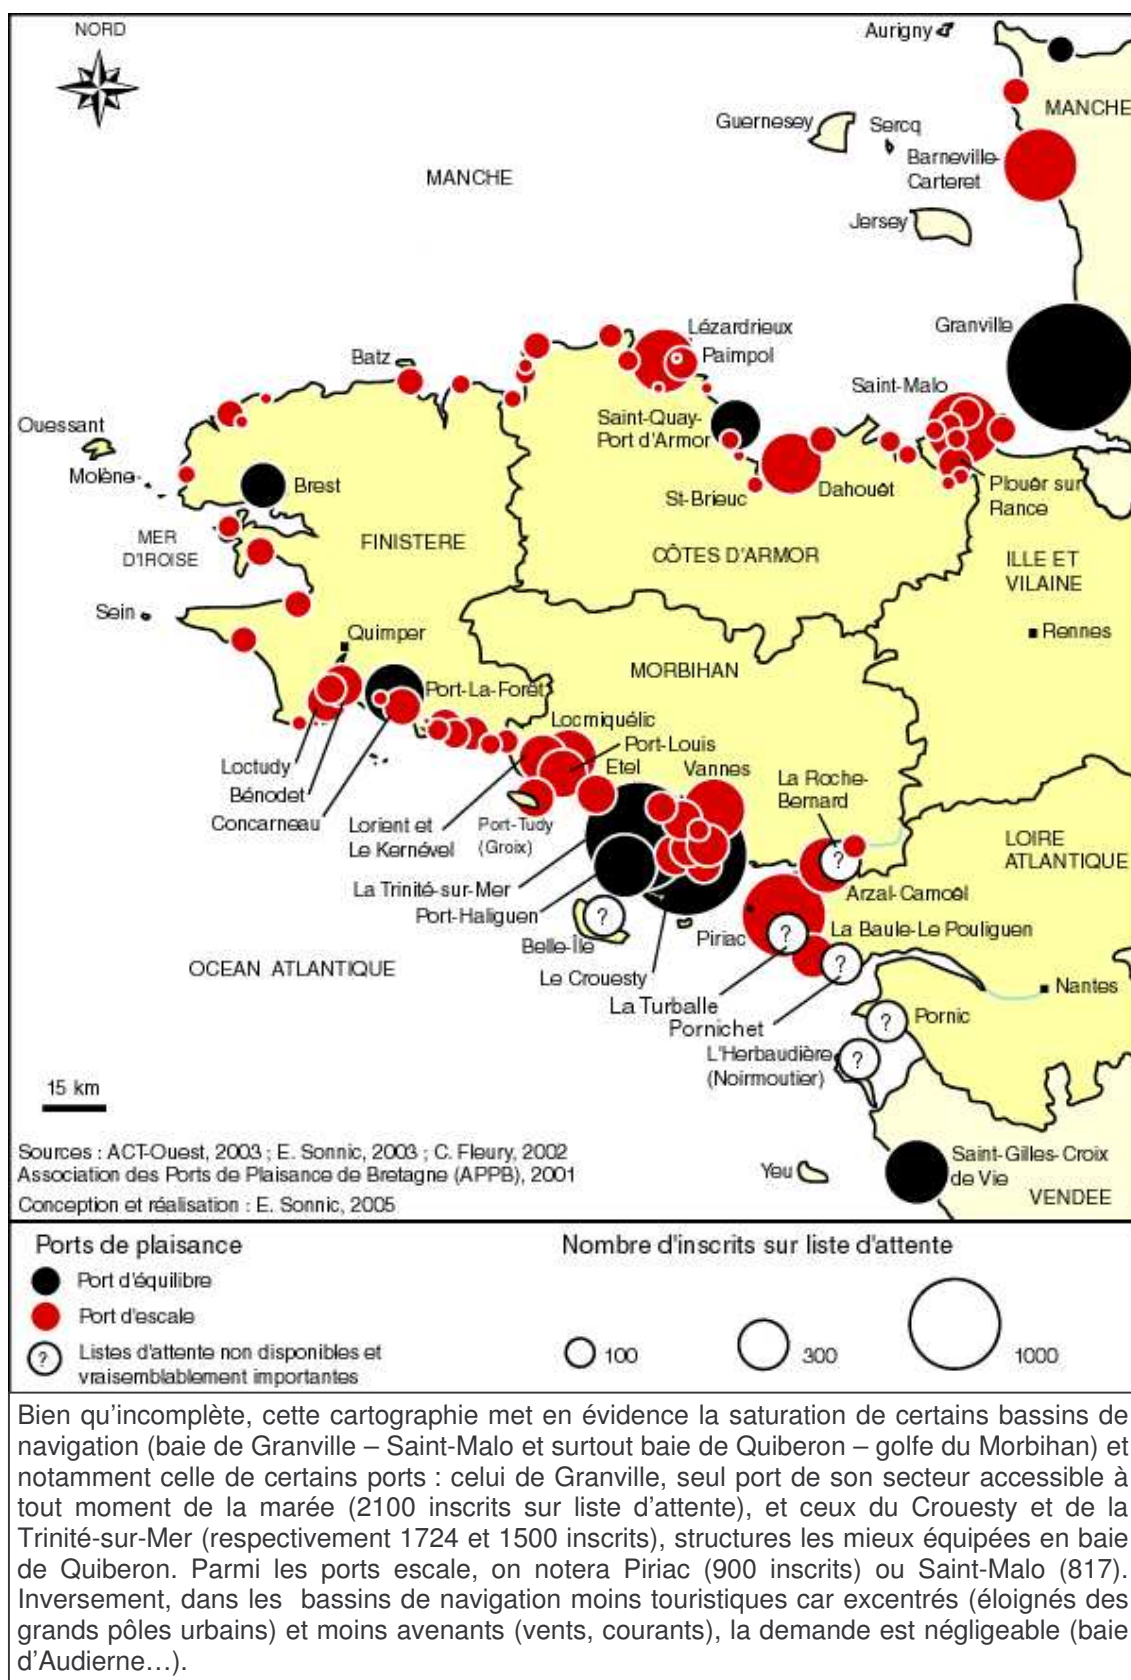 NORD
Aurigny
MANCHE
Guernesey
Sercq
Barneville-
Carteret
MANCHE
Jersey
Granville
Lézardrieux
Paimpol
Batz
Saint-Malo
Ouessant
Saint-Quay-
Port d'Armor
Molène
Brest
St-Brieuc
Dahouët
Plouër sur
Rance
MER
D'IROISE
FINISTERE
CÔTES D'ARMOR
ILLE ET
VILAINE
Sein
Quimper
Rennes
MORBIHAN
Port-La-Forêt
Locmiquélic
Port-Louis
Etel
Vannes
Loctudy
Bénodet
Concarneau
La Roche-
Bernard
Lorient et
Le Kernével
Port-Tudy
(Groix)
LOIRE
ATLANTIQUE
?
La Trinité-sur-Mer
Arzal-Camoël
Port-Haliguen
?
Piriac
?
La Baule-Le Pouliguen
Belle-Île
?
OCEAN ATLANTIQUE
Le Crouesty
Nantes
La Turballe
Pornichet
?
Pornic
L'Herbaudière
(Noirmoutier)
?
15 km
Sources : ACT-Ouest, 2003 ; E. Sonnic, 2003 ; C. Fleury, 2002
Association des Ports de Plaisance de Bretagne (APPB), 2001
Conception et réalisation : E. Sonnic, 2005
Yeu
Saint-Gilles-Croix
de Vie
VENDEE
Ports de plaisance
Port d'équilibre
Port d'escale
? Listes d'attente non disponibles et
vraisemblablement importantes
Nombre d'inscrits sur liste d'attente
100
300
1000
Bien qu'incomplète, cette cartographie met en évidence la saturation de certains bassins de
navigation (baie de Granville – Saint-Malo et surtout baie de Quiberon – golfe du Morbihan) et
notamment celle de certains ports : celui de Granville, seul port de son secteur accessible à
tout moment de la marée (2100 inscrits sur liste d'attente), et ceux du Crouesty et de la
Trinité-sur-Mer (respectivement 1724 et 1500 inscrits), structures les mieux équipées en baie
de Quiberon. Parmi les ports escale, on notera Piriac (900 inscrits) ou Saint-Malo (817).
Inversement, dans les bassins de navigation moins touristiques car excentrés (éloignés des
grands pôles urbains) et moins avenants (vents, courants), la demande est négligeable (baie
d'Audierne…).